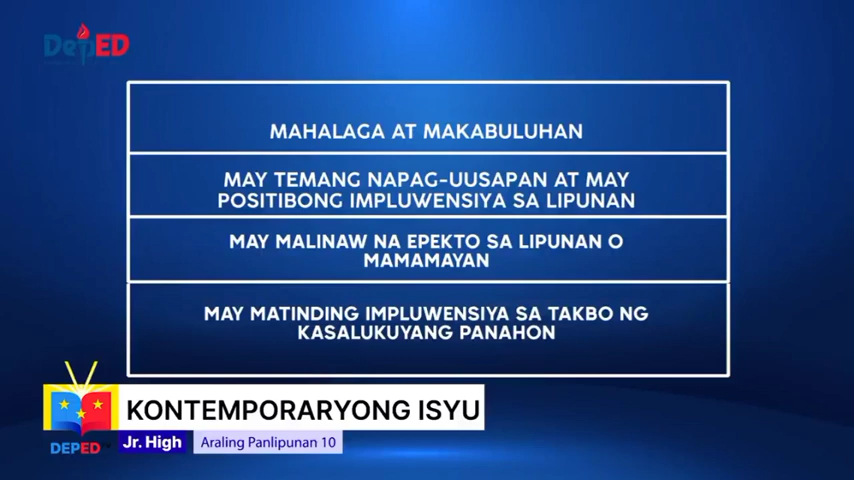 DepED
MAHALAGA AT MAKABULUHAN
MAY TEMANG NAPAG-UUSAPAN AT MAY
POSITIBONG IMPLUWENSIYA SA LIPUNAN
MAY MALINAW NA EPEKTO SA LIPUNAN O
MAMAMAYAN
MAY MATINDING IMPLUWENSIYA SA TAKBO NG
KASALUKUYANG PANAHON
KONTEMPORARYONG ISYU
Jr. High
Araling Panlipunan 10
DEPED